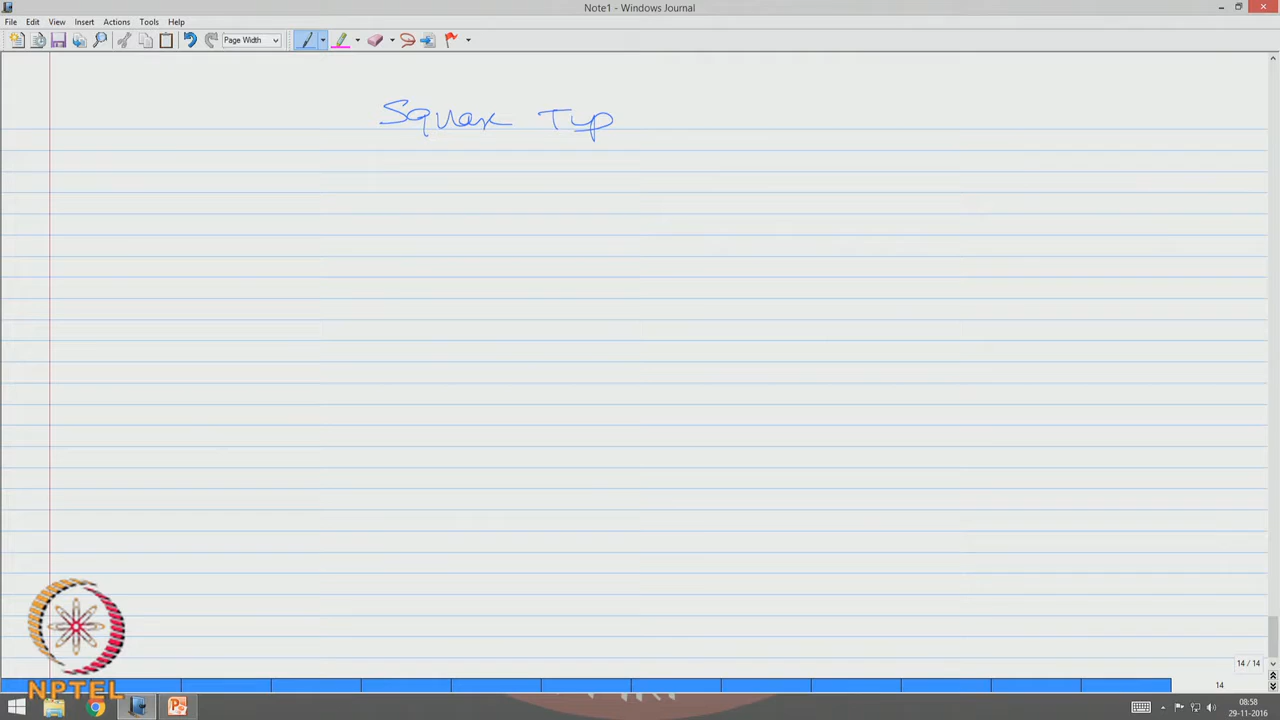 Note1 - Windows Journal
File Edit View Insert Actions Tools Help
Page Width
Square Typ
14 / 14
14
NPTEL
08:58
29-11-2016